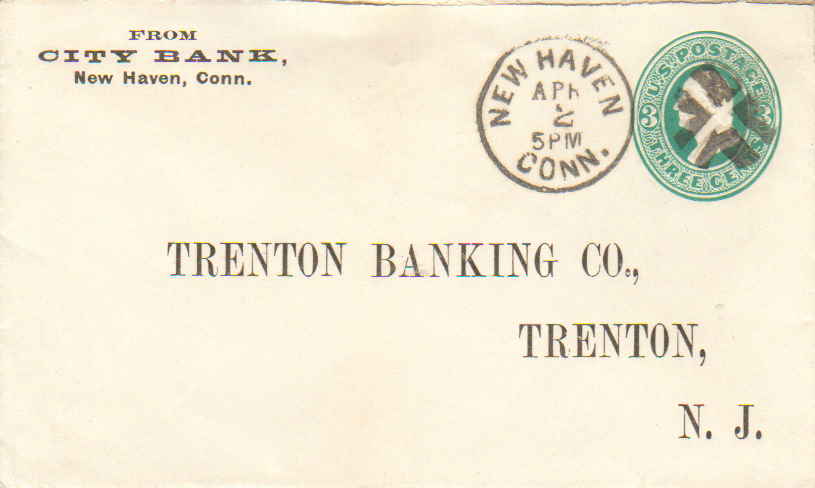 FROM
CITY BANK,
New Haven, Conn.
NEW HAVEN
APR
2
5PM
CONN.
U.S. POSTAGE
3 3
THREE CENTS
TRENTON BANKING CO.,
TRENTON,
N. J.